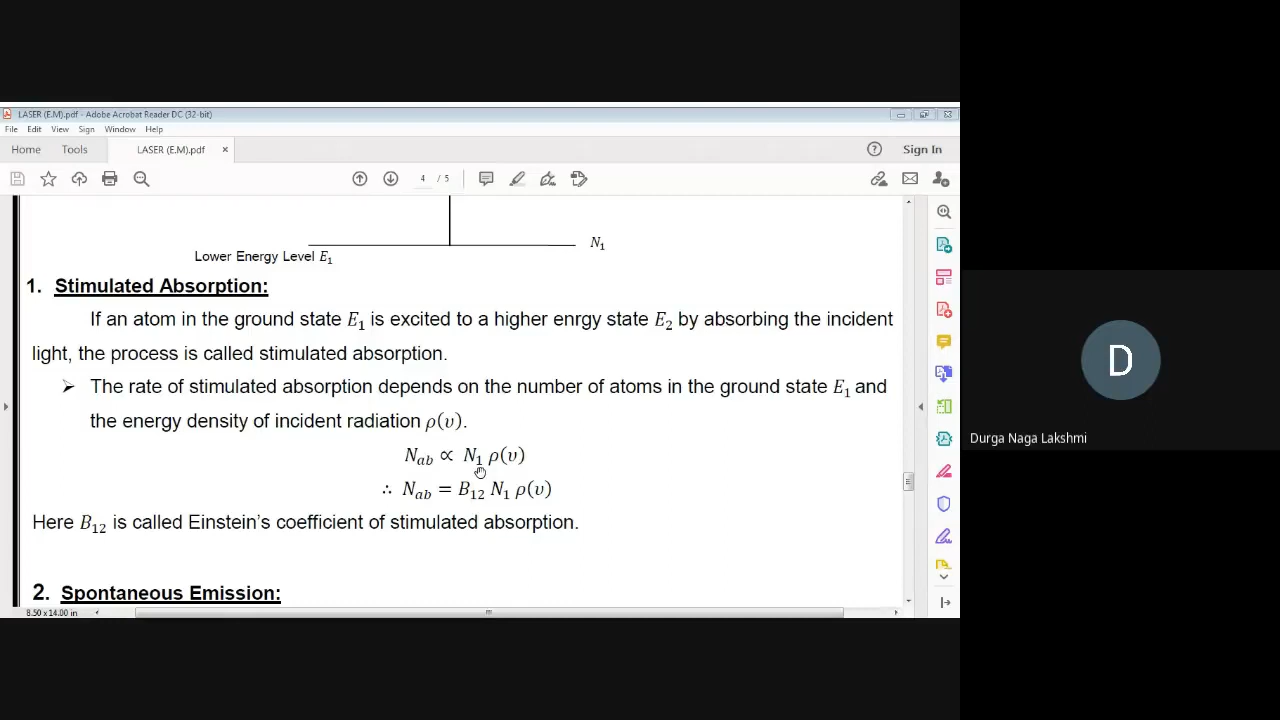 LASER (E.M).pdf - Adobe Acrobat Reader DC (32-bit)
File Edit View Sign Window Help
Home Tools LASER (E.M).pdf × Sign In
4 / 5
N₁
Lower Energy Level E₁
1. Stimulated Absorption:
If an atom in the ground state E₁ is excited to a higher enrgy state E₂ by absorbing the incident
light, the process is called stimulated absorption.
➢ The rate of stimulated absorption depends on the number of atoms in the ground state E₁ and
the energy density of incident radiation ρ(υ).
N_ab ∝ N₁ ρ(υ)
∴ N_ab = B₁₂ N₁ ρ(υ)
Here B₁₂ is called Einstein's coefficient of stimulated absorption.
2. Spontaneous Emission:
8.50 x 14.00 in
D
Durga Naga Lakshmi